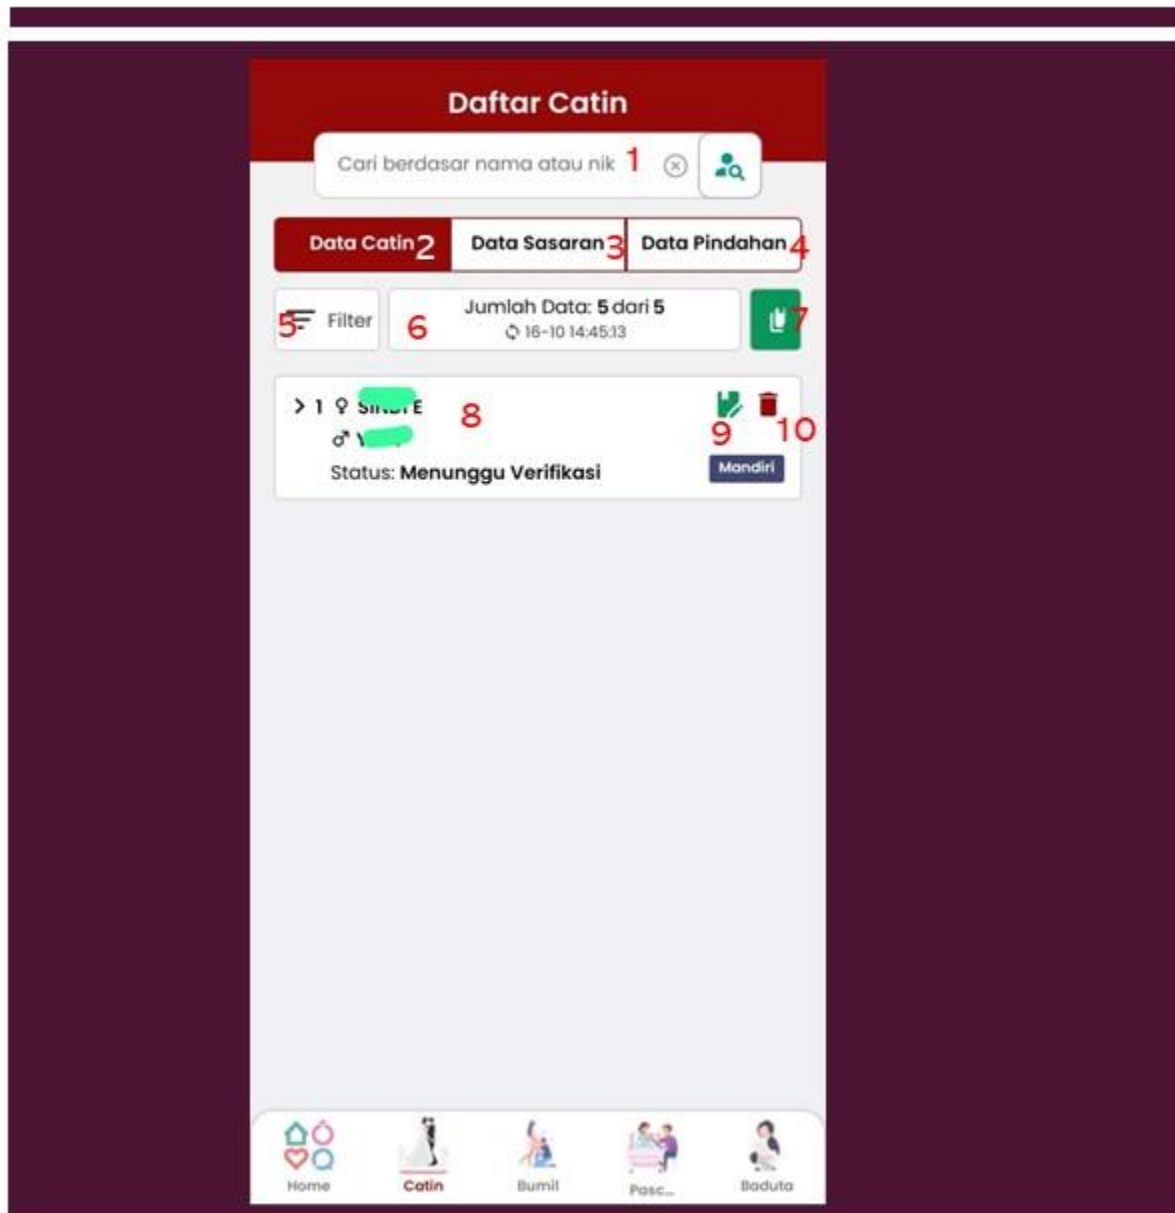 Daftar Catin
Cari berdasar nama atau nik 1
Data Catin 2 Data Sasaran 3 Data Pindahan 4
5 Filter 6 Jumlah Data: 5 dari 5 7
16-10 14:45:13
> 1 ♀ E 8
♂
9 10
Status: Menunggu Verifikasi Mandiri
Home Catin Bumil Pasc... Baduta